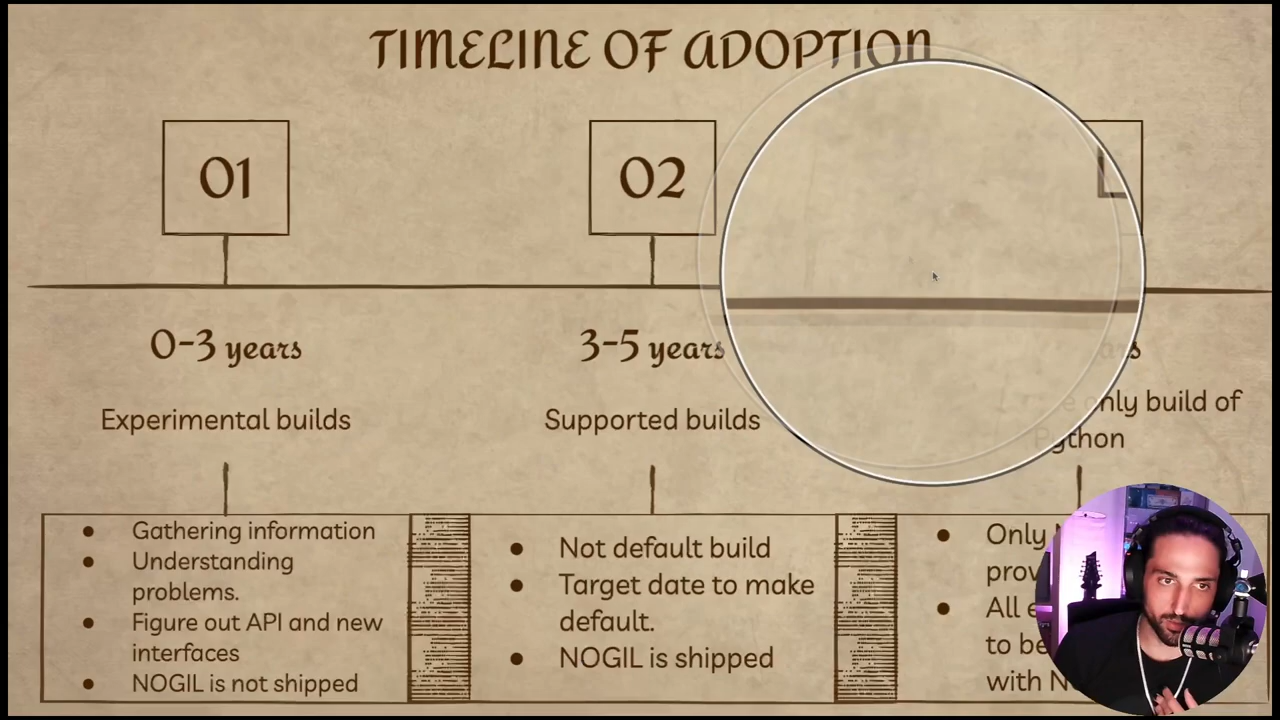 TIMELINE OF ADOPTION
01
0-3 years
Experimental builds
Gathering information
Understanding
problems.
Figure out API and new
interfaces
NOGIL is not shipped
02
3-5 years
Supported builds
Not default build
Target date to make
default.
NOGIL is shipped
only build of
Python
Only
All
to be
with